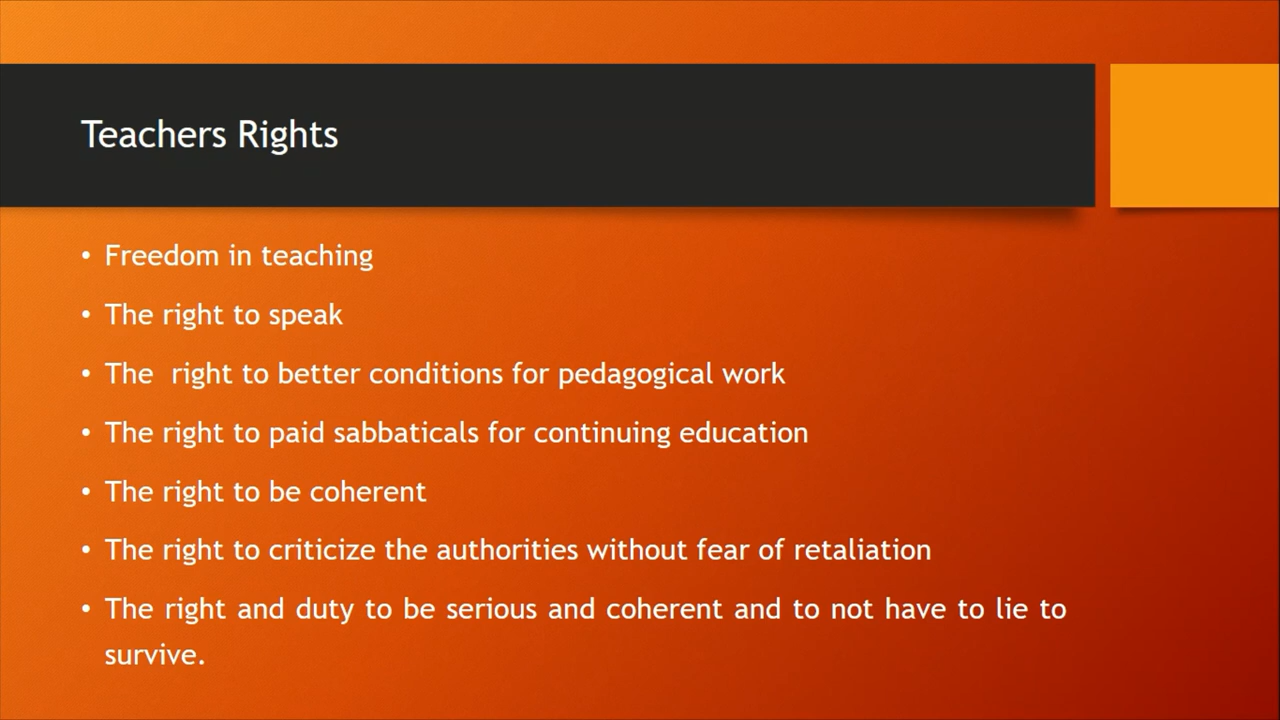 Teachers Rights
• Freedom in teaching
• The right to speak
• The  right to better conditions for pedagogical work
• The right to paid sabbaticals for continuing education
• The right to be coherent
• The right to criticize the authorities without fear of retaliation
• The right and duty to be serious and coherent and to not have to lie to
survive.